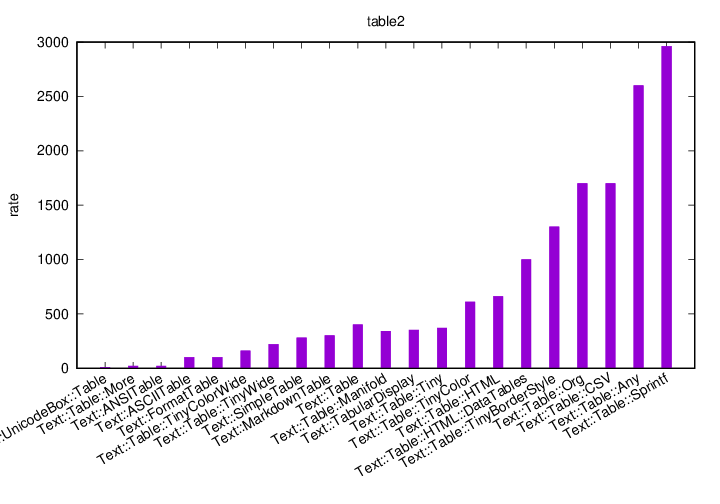 table2
3000
2500
2000
1500
1000
500
0
rate
:UnicodeBox::Table
Text::Table::More
Text::ANSITable
Text::ASCIITable
Text::FormatTable
Text::Table::TinyColorWide
Text::Table::TinyWide
Text::SimpleTable
Text::MarkdownTable
Text::Table
Text::Table::Manifold
Text::TabularDisplay
Text::Table::Tiny
Text::Table::TinyColor
Text::Table::HTML
Text::Table::HTML::DataTables
Text::Table::TinyBorderStyle
Text::Table::Org
Text::Table::CSV
Text::Table::Any
Text::Table::Sprintf